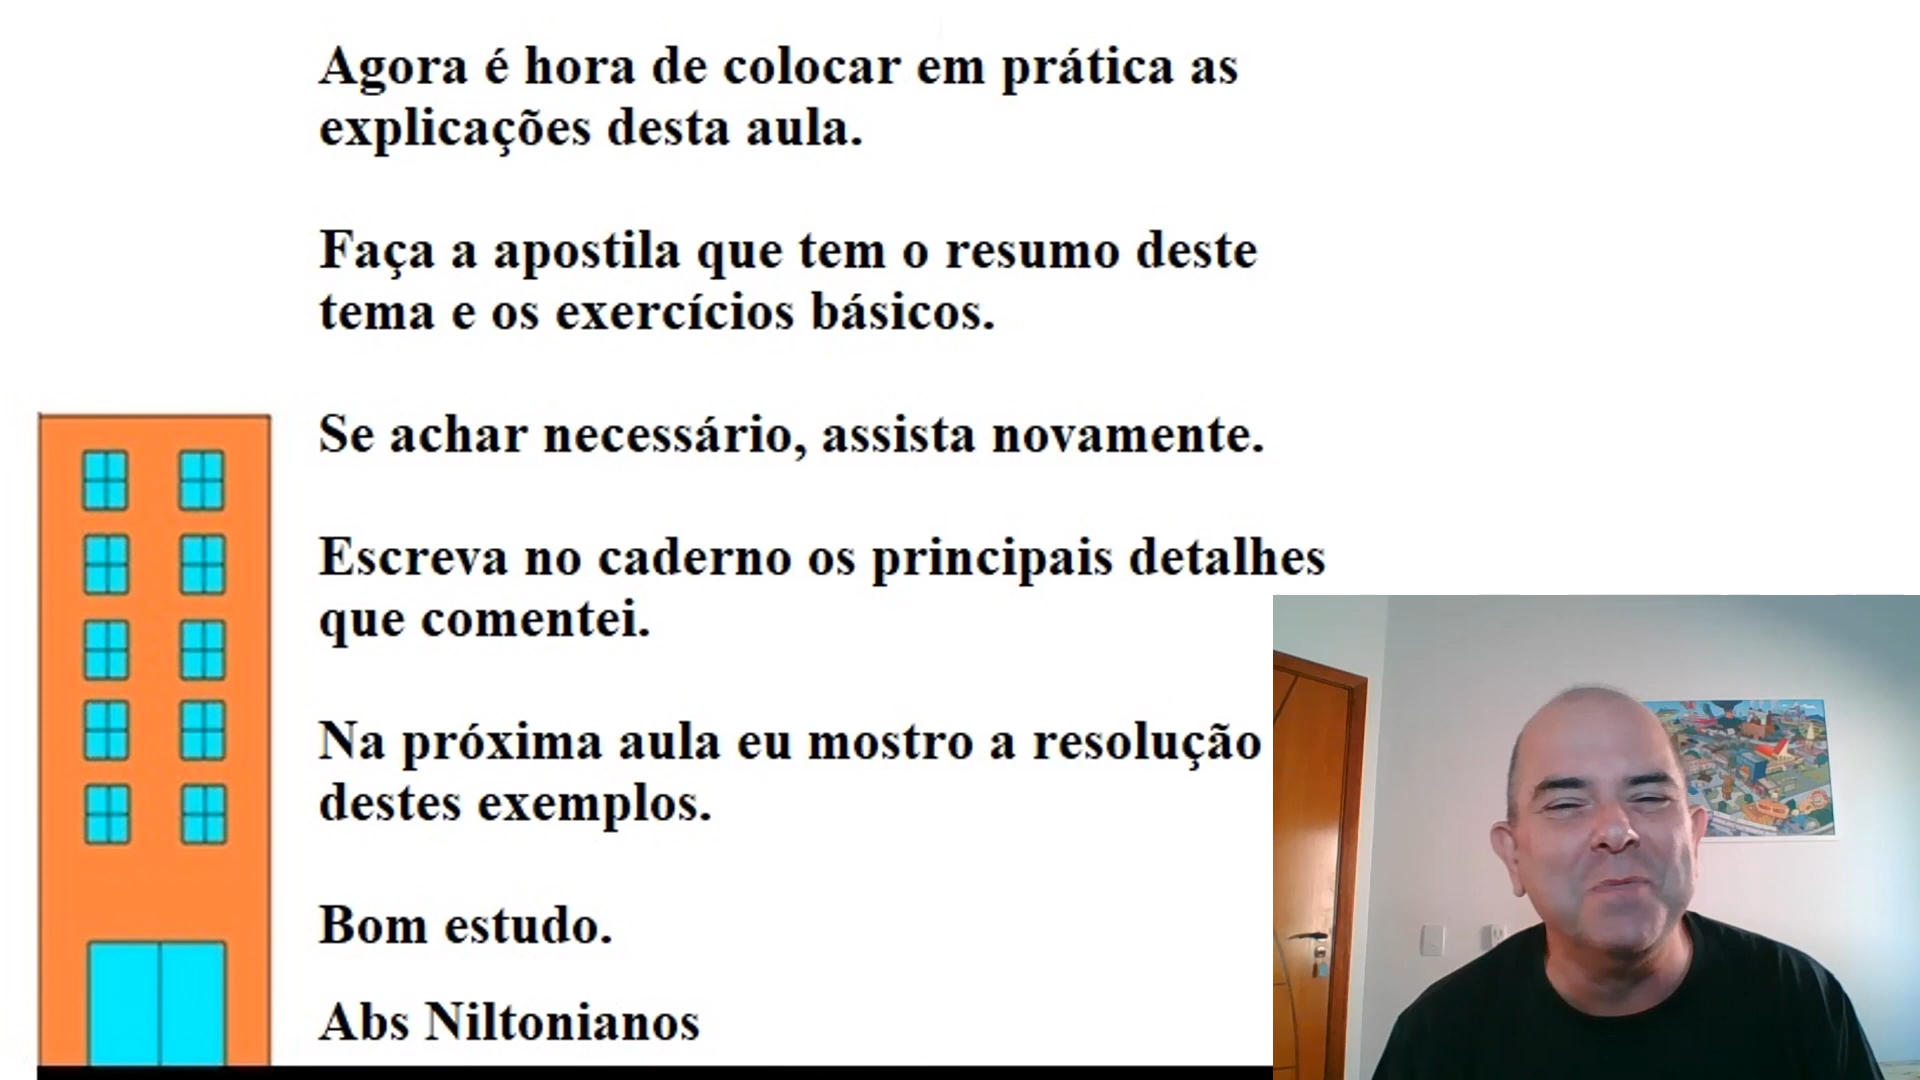 Agora é hora de colocar em prática as
explicações desta aula.
Faça a apostila que tem o resumo deste
tema e os exercícios básicos.
Se achar necessário, assista novamente.
Escreva no caderno os principais detalhes
que comentei.
Na próxima aula eu mostro a resolução
destes exemplos.
Bom estudo.
Abs Niltonianos